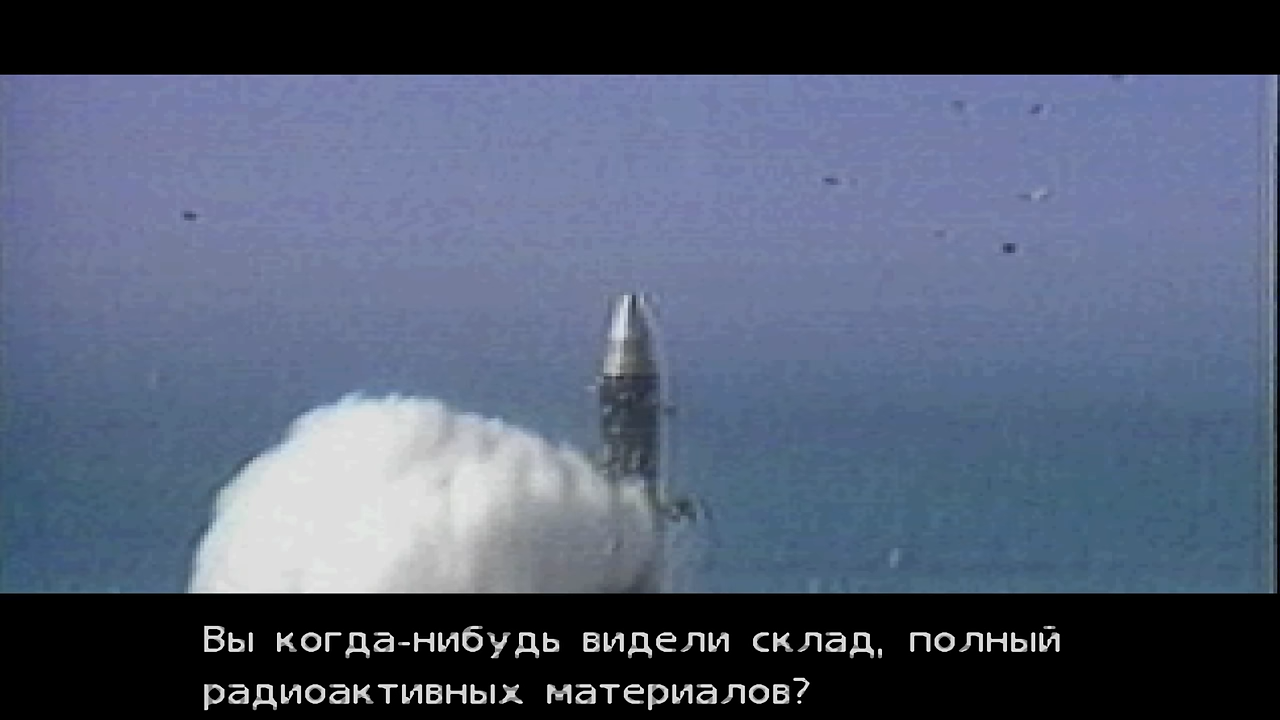 Вы когда-нибудь видели склад, полный
радиоактивных материалов?